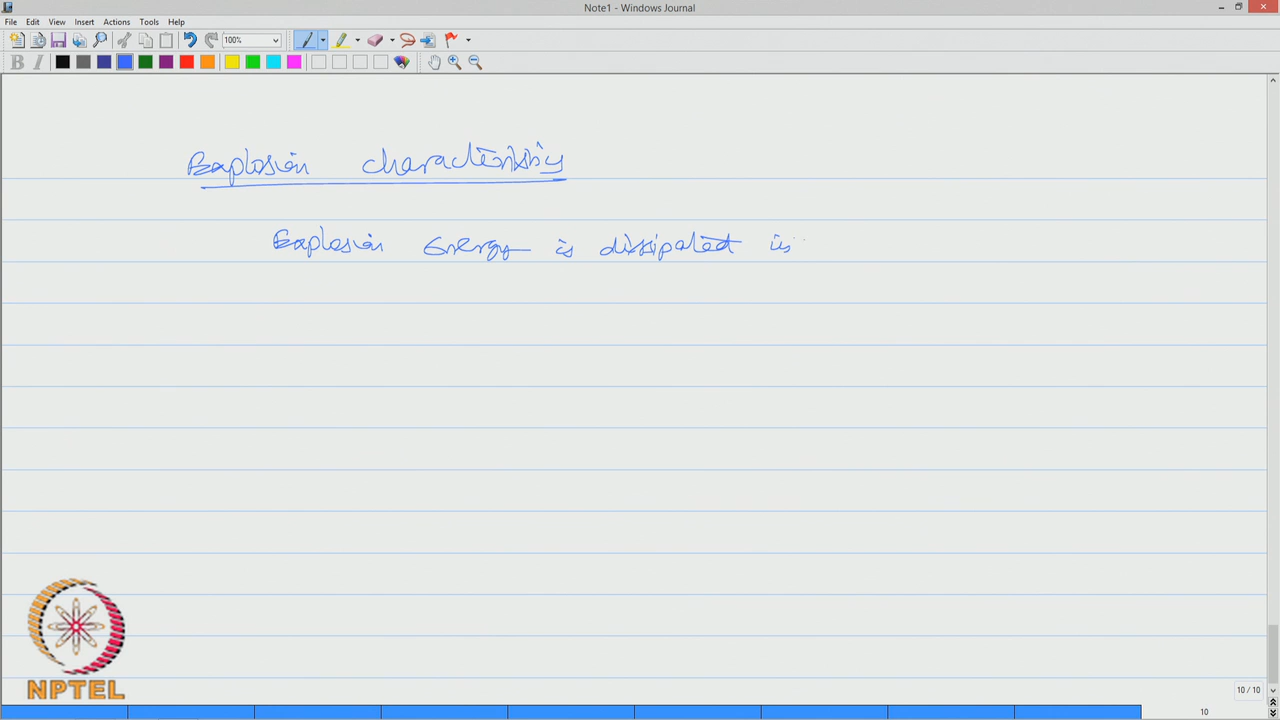 Note1 - Windows Journal
File Edit View Insert Actions Tools Help
100%
B I
Explosion characteristics
Explosion Energy is dissipated is
NPTEL
10 / 10
10